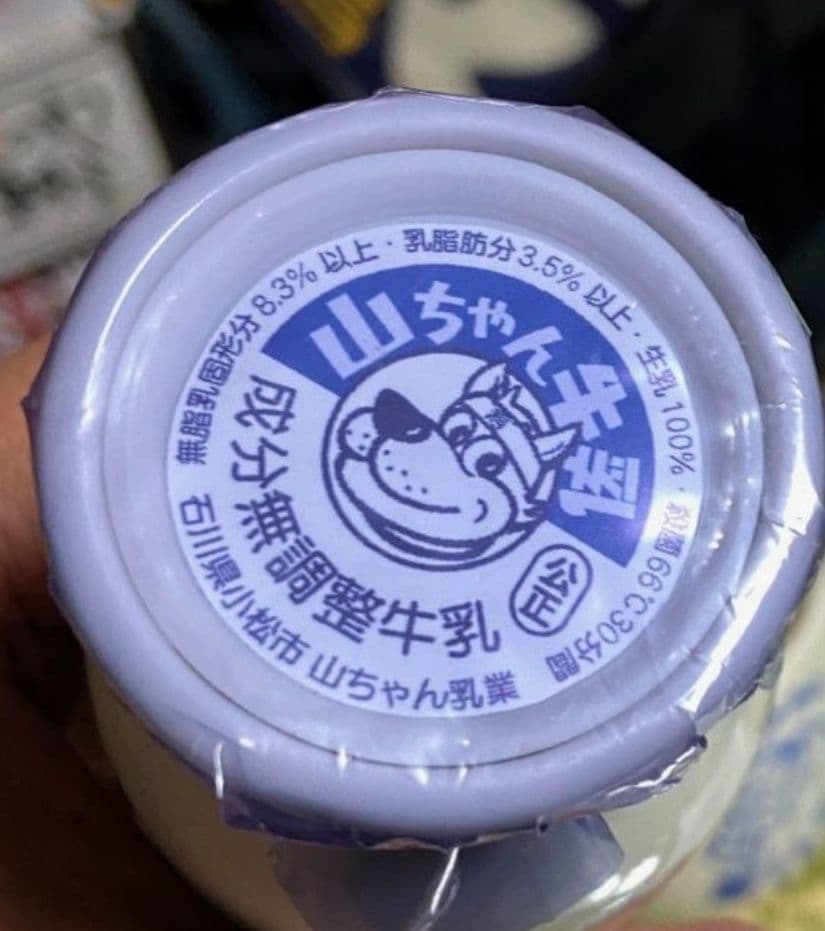 山ちゃん牛乳
無脂乳固形分8.3%以上・乳脂肪分3.5%以上・生乳100%・殺菌66℃30分間
成分無調整牛乳
公正
石川県小松市 山ちゃん乳業